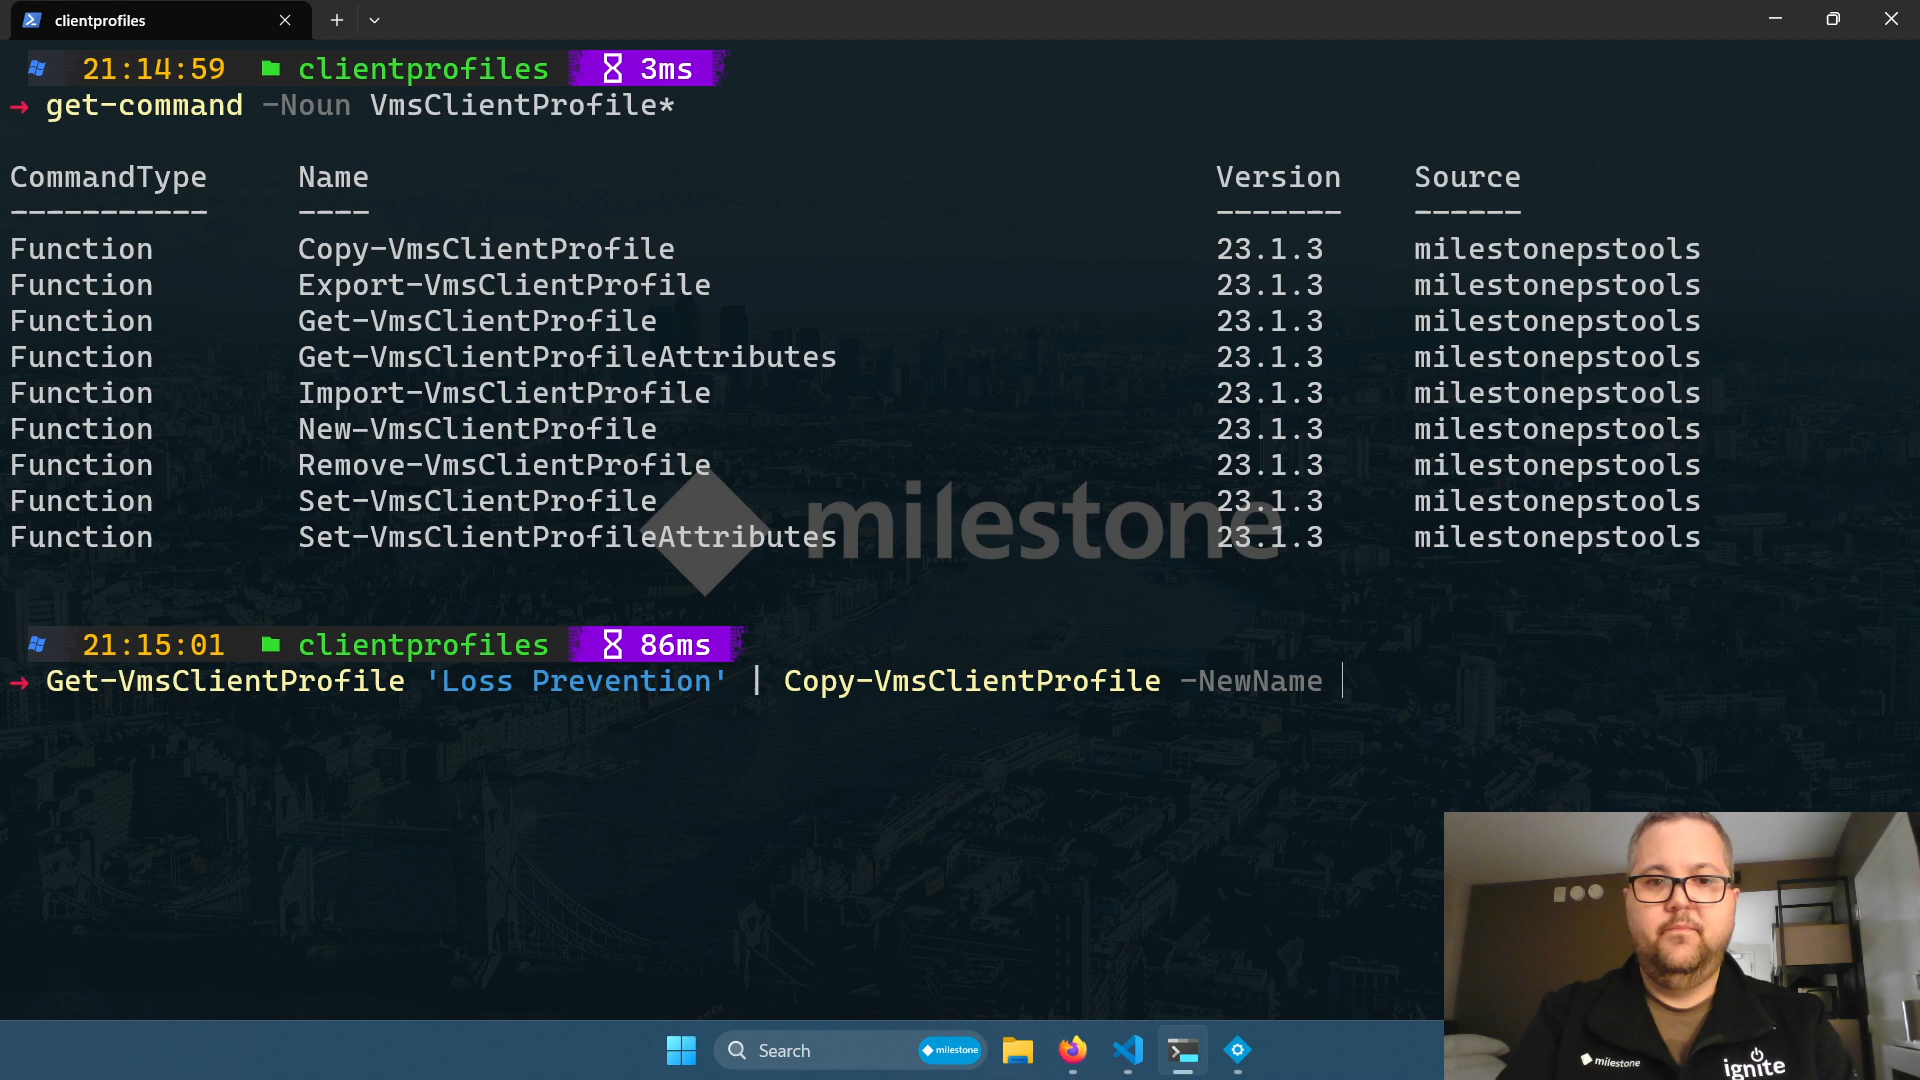 clientprofiles
21:14:59 clientprofiles 3ms
→ get-command -Noun VmsClientProfile*
CommandType Name Version Source
----------- ---- ------- ------
Function Copy-VmsClientProfile 23.1.3 milestonepstools
Function Export-VmsClientProfile 23.1.3 milestonepstools
Function Get-VmsClientProfile 23.1.3 milestonepstools
Function Get-VmsClientProfileAttributes 23.1.3 milestonepstools
Function Import-VmsClientProfile 23.1.3 milestonepstools
Function New-VmsClientProfile 23.1.3 milestonepstools
Function Remove-VmsClientProfile 23.1.3 milestonepstools
Function Set-VmsClientProfile 23.1.3 milestonepstools
Function Set-VmsClientProfileAttributes 23.1.3 milestonepstools
milestone
21:15:01 clientprofiles 86ms
→ Get-VmsClientProfile 'Loss Prevention' | Copy-VmsClientProfile -NewName
Search milestone
milestone
ignite